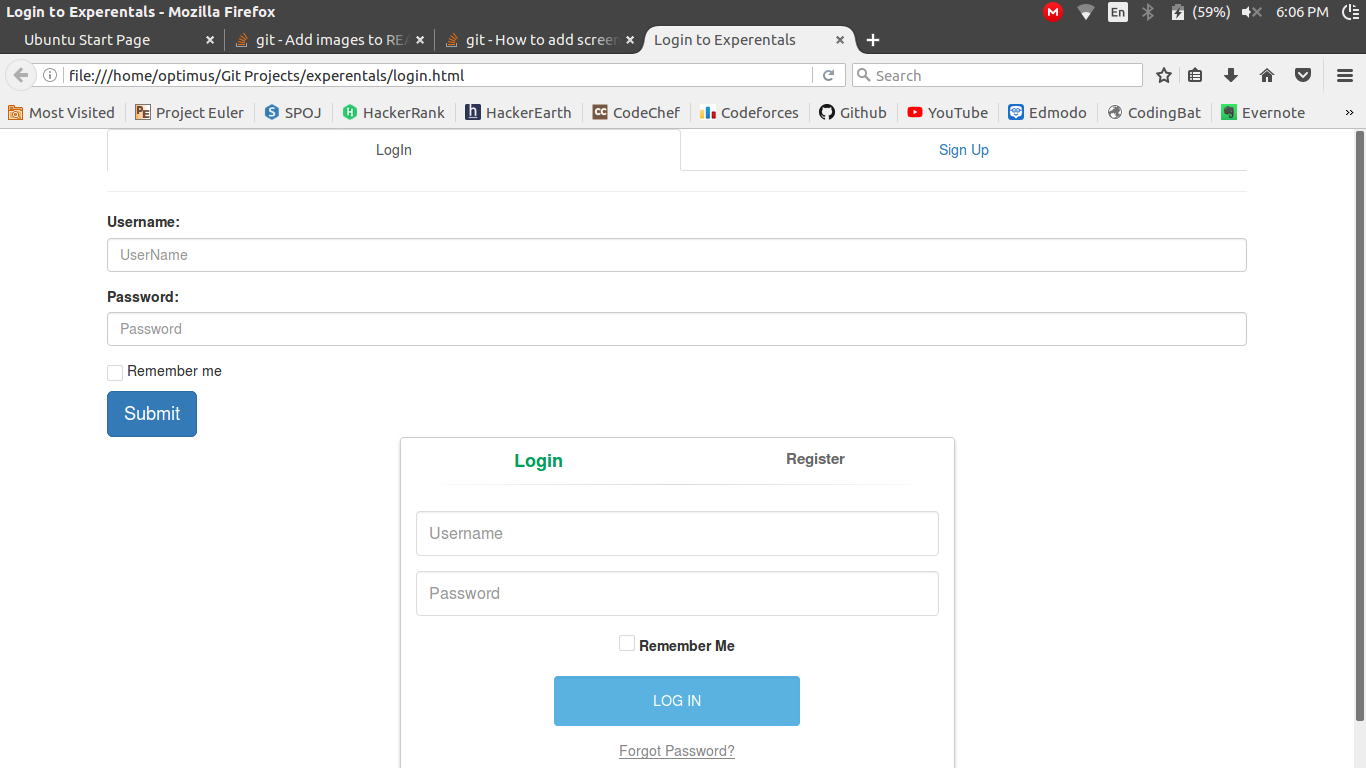 Login to Experentals - Mozilla Firefox
M En (59%) 6:06 PM
Ubuntu Start Page git - Add images to REA git - How to add screen Login to Experentals
file:///home/optimus/Git Projects/experentals/login.html Search
Most Visited Project Euler SPOJ HackerRank HackerEarth CodeChef Codeforces Github YouTube Edmodo CodingBat Evernote »
LogIn Sign Up
Username:
UserName
Password:
Password
Remember me
Submit
Login Register
Username
Password
Remember Me
LOG IN
Forgot Password?